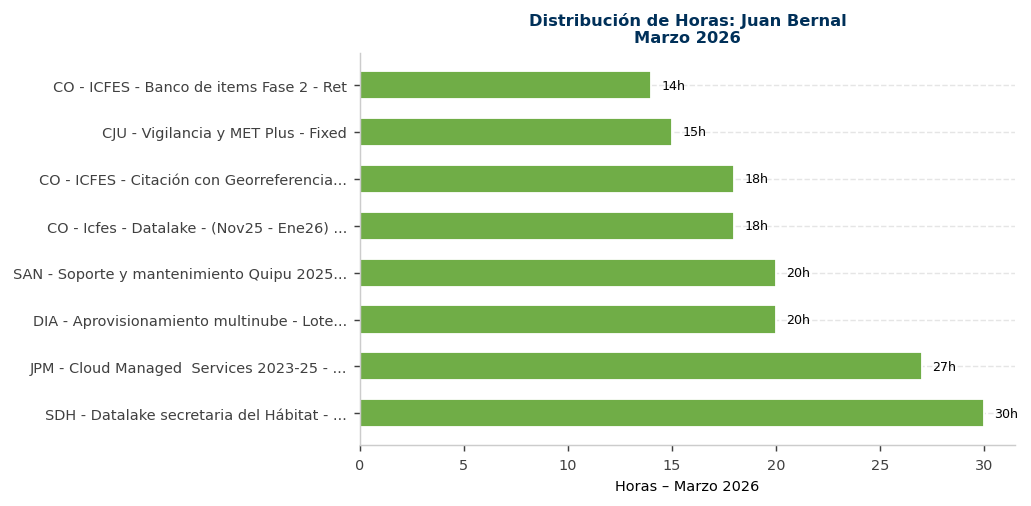 Distribución de Horas: Juan Bernal
Marzo 2026
CO - ICFES - Banco de items Fase 2 - Ret
14h
CJU - Vigilancia y MET Plus - Fixed
15h
CO - ICFES - Citación con Georreferencia...
18h
CO - Icfes - Datalake - (Nov25 - Ene26) ...
18h
SAN - Soporte y mantenimiento Quipu 2025...
20h
DIA - Aprovisionamiento multinube - Lote...
20h
JPM - Cloud Managed  Services 2023-25 - ...
27h
SDH - Datalake secretaria del Hábitat - ...
30h
0 5 10 15 20 25 30
Horas – Marzo 2026